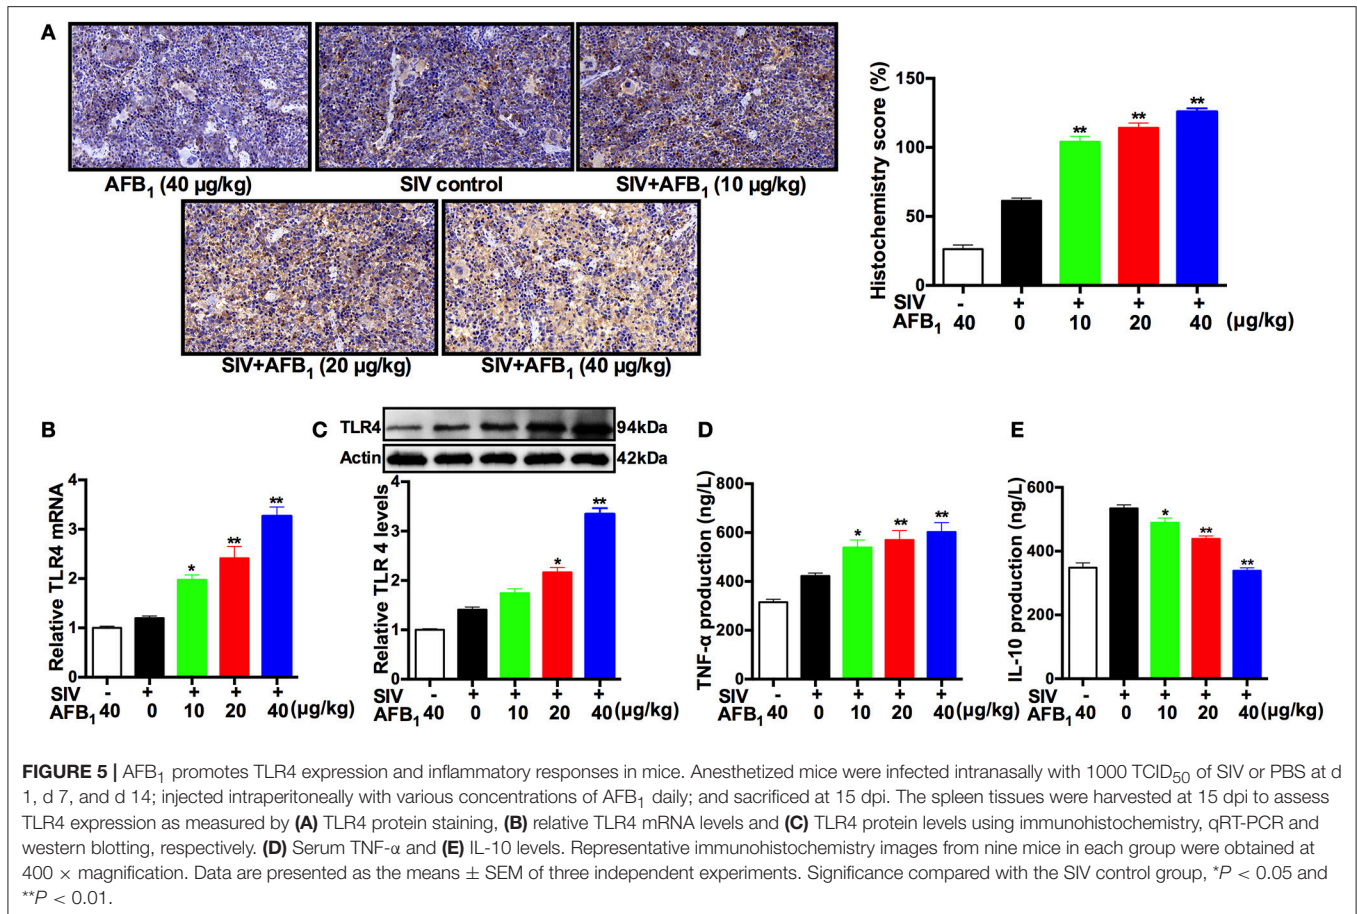 A
AFB1 (40 µg/kg)
SIV control
SIV+AFB1 (10 µg/kg)
SIV+AFB1 (20 µg/kg)
SIV+AFB1 (40 µg/kg)
Histochemistry score (%)
150
100
50
0
** ** **
SIV - + + + +
AFB1 40 0 10 20 40 (µg/kg)
B
Relative TLR4 mRNA
4
3
2
1
0
* ** **
SIV - + + + +
AFB1 40 0 10 20 40 (µg/kg)
C
TLR4 94kDa
Actin 42kDa
Relative TLR 4 levels
4
3
2
1
0
* **
SIV - + + + +
AFB1 40 0 10 20 40 (µg/kg)
D
TNF-α production (ng/L)
800
600
400
200
0
* ** **
SIV - + + + +
AFB1 40 0 10 20 40 (µg/kg)
E
IL-10 production (ng/L)
600
400
200
0
* ** **
SIV - + + + +
AFB1 40 0 10 20 40 (µg/kg)
FIGURE 5 | AFB1 promotes TLR4 expression and inflammatory responses in mice. Anesthetized mice were infected intranasally with 1000 TCID50 of SIV or PBS at d
1, d 7, and d 14; injected intraperitoneally with various concentrations of AFB1 daily; and sacrificed at 15 dpi. The spleen tissues were harvested at 15 dpi to assess
TLR4 expression as measured by (A) TLR4 protein staining, (B) relative TLR4 mRNA levels and (C) TLR4 protein levels using immunohistochemistry, qRT-PCR and
western blotting, respectively. (D) Serum TNF-α and (E) IL-10 levels. Representative immunohistochemistry images from nine mice in each group were obtained at
400 × magnification. Data are presented as the means ± SEM of three independent experiments. Significance compared with the SIV control group, *P < 0.05 and
**P < 0.01.